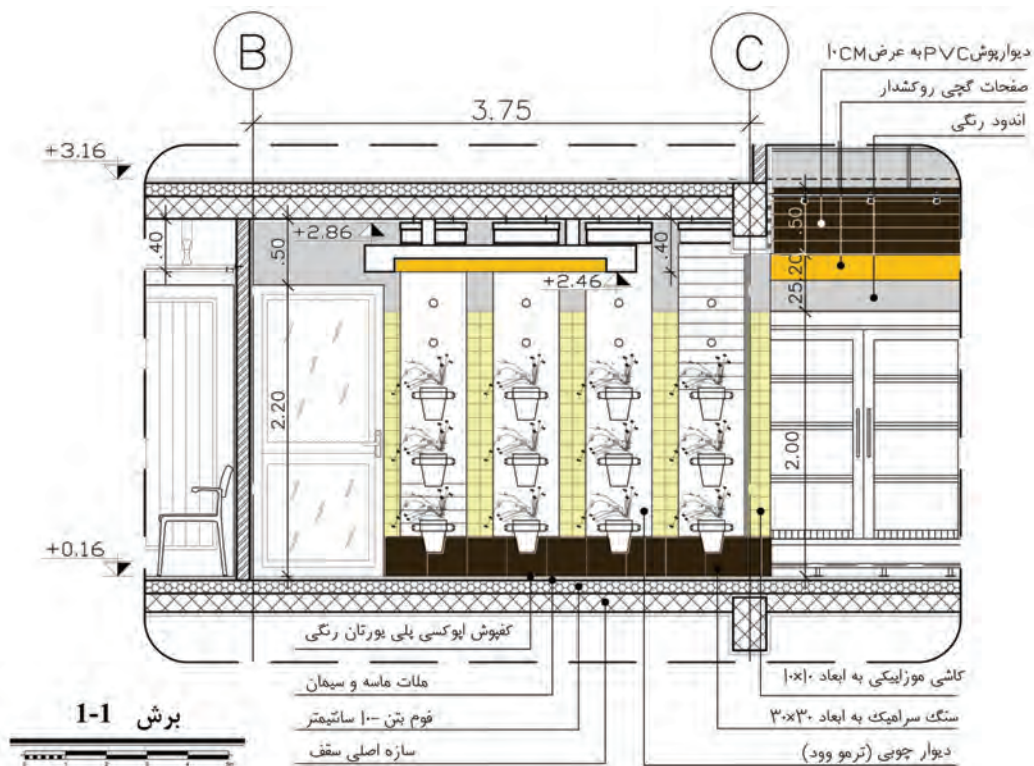 B
C
دیوارپوش PVC به عرض ۱۰CM
صفحات گچی روکشدار
اندود رنگی
3.75
+3.16
.40
.50
+2.86
.40
+2.46
.50
.20
25
2.20
2.00
+0.16
کفپوش اپوکسی پلی یورتان رنگی
ملات ماسه و سیمان
فوم بتن -۱۰ سانتیمتر
سازه اصلی سقف
کاشی موزاییکی به ابعاد ۱۰×۱۰
سنگ سرامیک به ابعاد ۳۰×۳۰
دیوار چوبی (ترمو وود)
برش 1-1